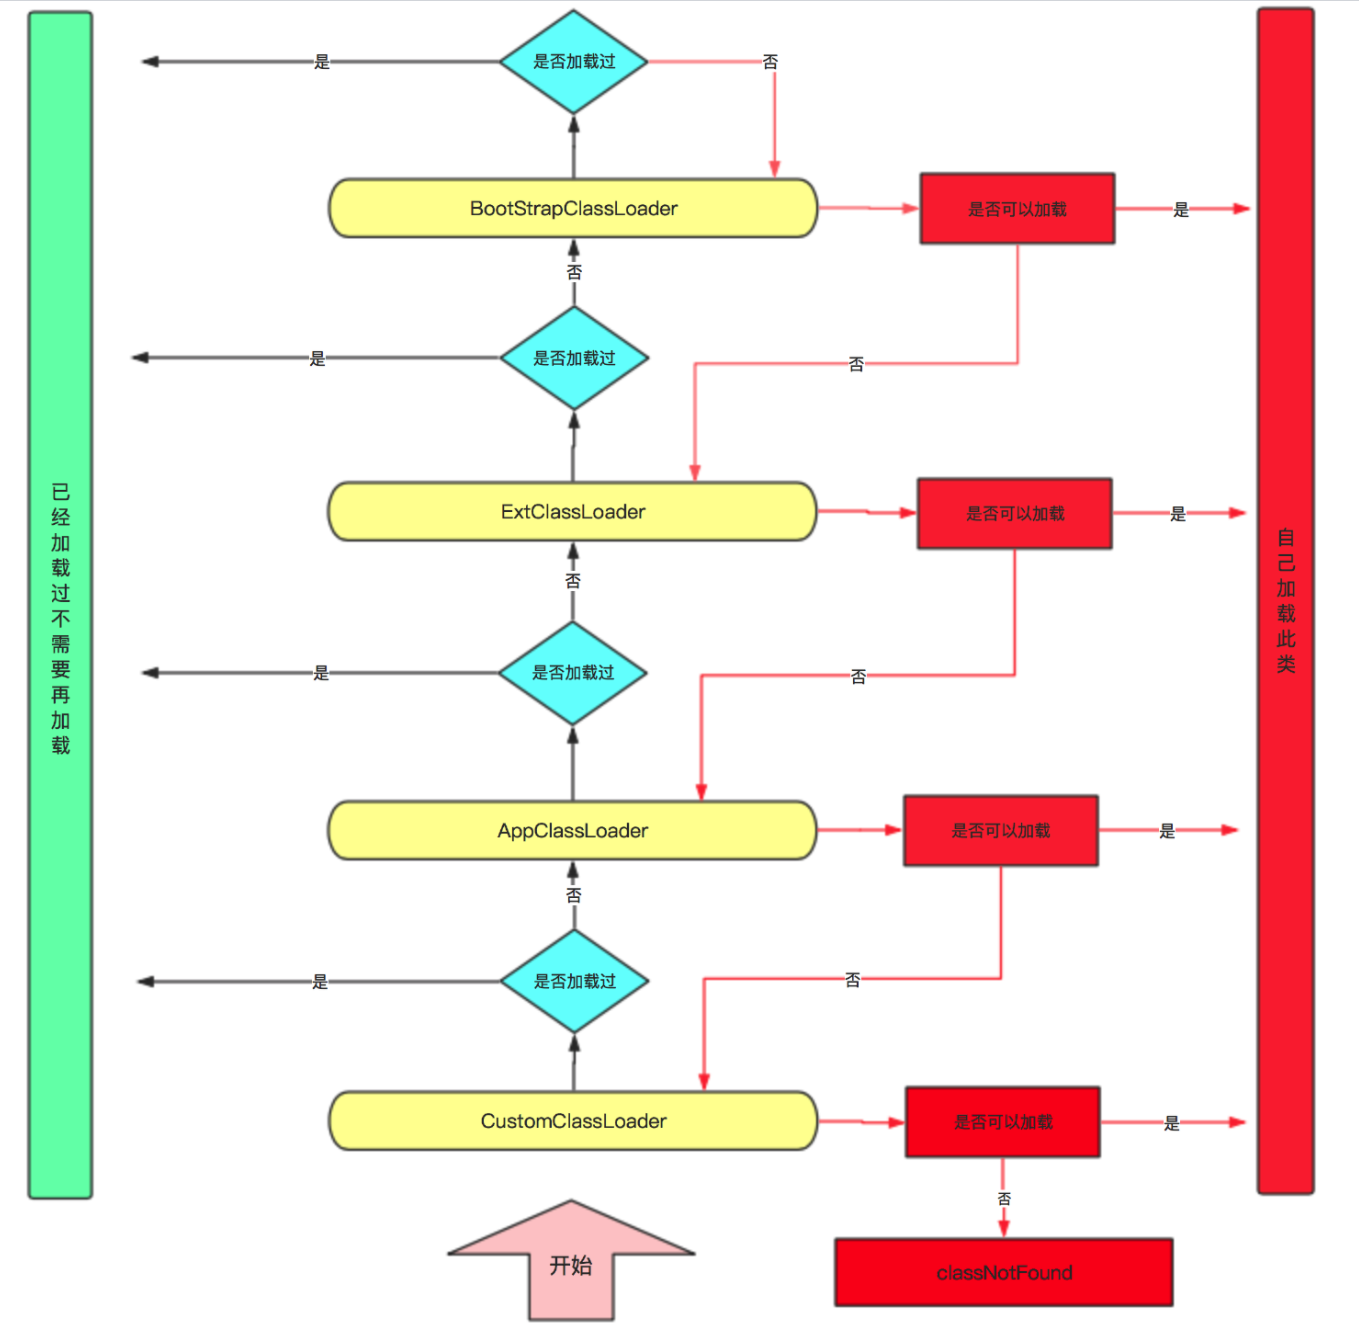 是否加载过
是
否
BootStrapClassLoader
是否可以加载
是
否
是否加载过
是
否
ExtClassLoader
是否可以加载
是
否
是否加载过
是
否
AppClassLoader
是否可以加载
是
否
是否加载过
是
否
CustomClassLoader
是否可以加载
是
否
classNotFound
开始
已经加载过不需要再加载
自己加载此类